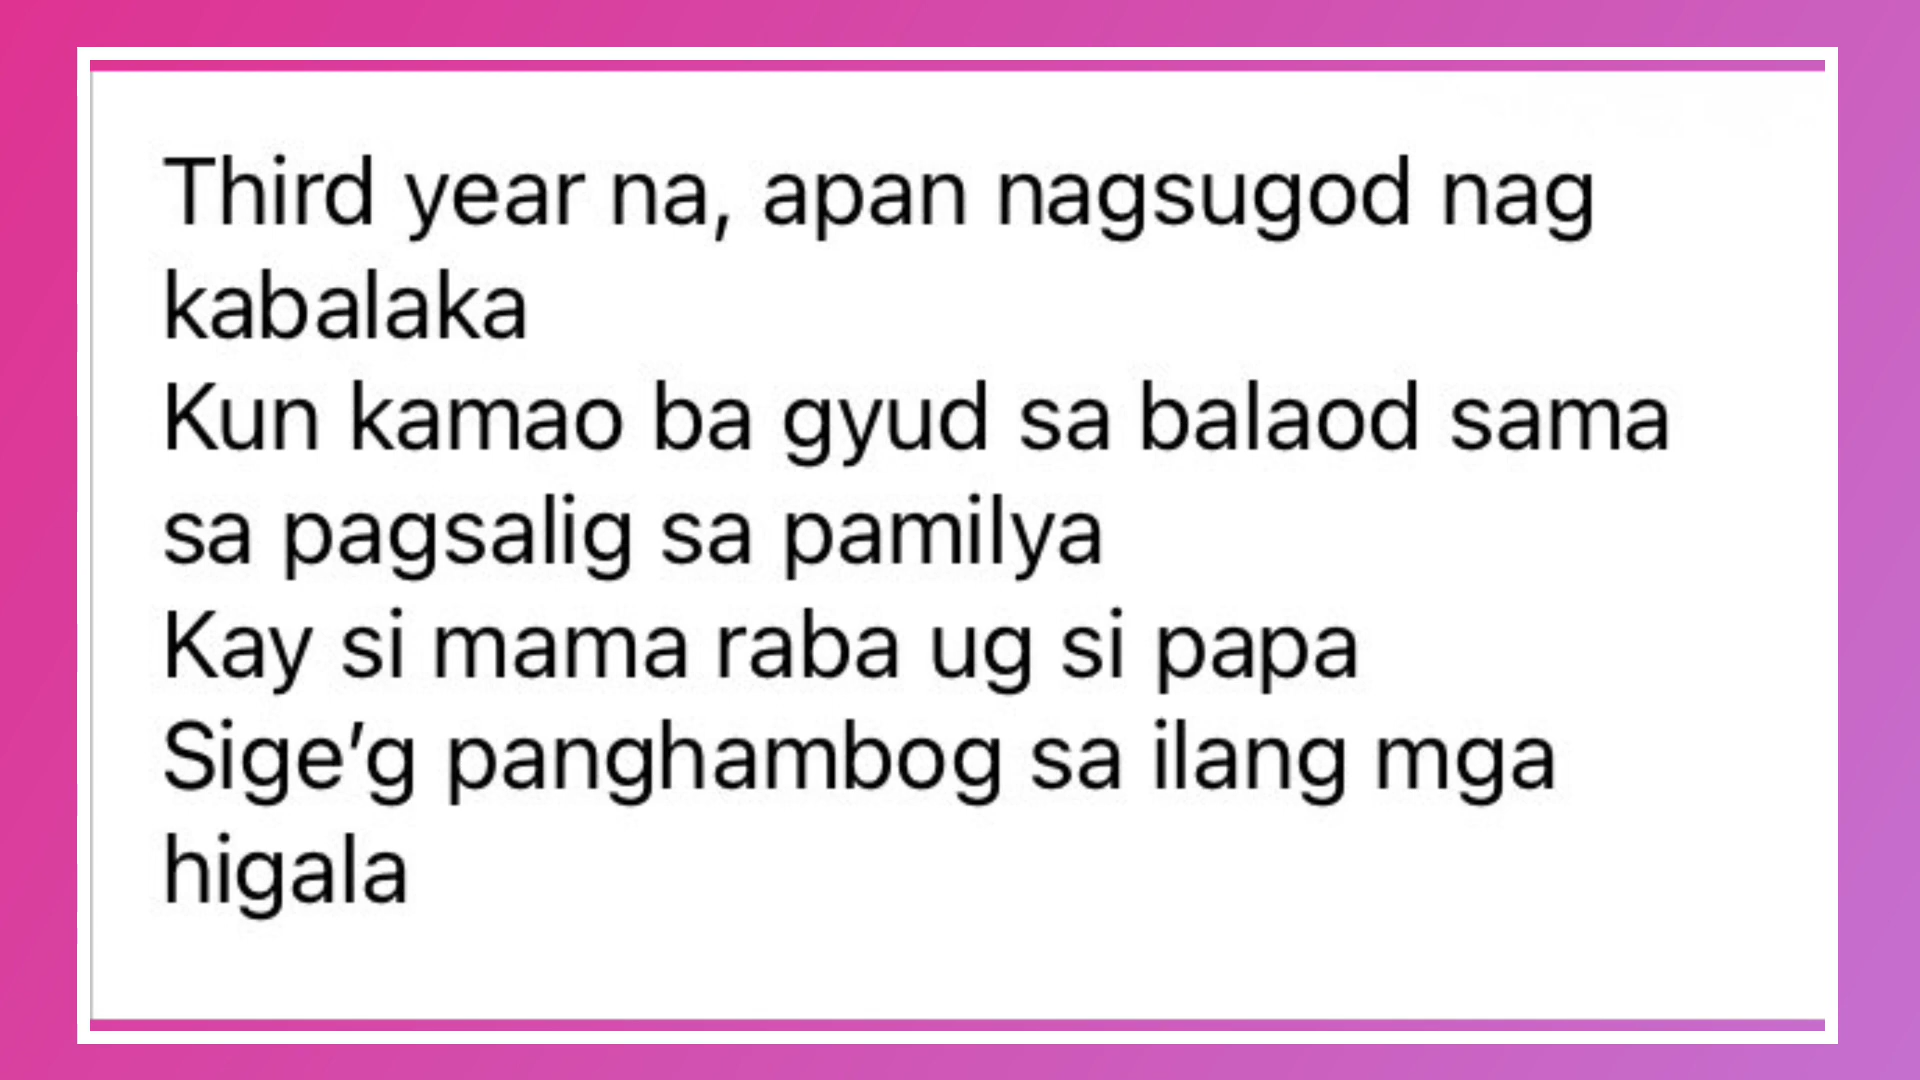 Third year na, apan nagsugod nag
kabalaka
Kun kamao ba gyud sa balaod sama
sa pagsalig sa pamilya
Kay si mama raba ug si papa
Sige’g panghambog sa ilang mga
higala